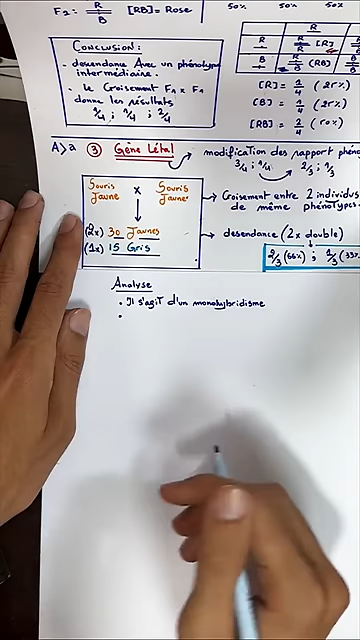 F2 = R/B [RB] = Rose
50% 50% 50
Conclusion:
- descendance Avec un phénotype
intermédiaire.
- Le Croisement F1 x F1
donne les résultats
1/4 ; 1/4 ; 2/4
R
R R/R [R] R/B
B R/B [RB] B/B
[R] = 1/4 (25%)
[B] = 1/4 (25%)
[RB] = 2/4 (50%)
A > a ③ Gène Létal
modification des rapport phéno
3/4 ; 1/4. 2/3 ; 1/3
Souris Jaune x Souris Jaune
(2x) 30 Jaunes
(1x) 15 Gris
Croisement entre 2 individus
de même phénotypes.
descendance (2x double)
2/3 (66%) ; 1/3 (33%
Analyse
• Il s'agit d'un monohybridisme
•